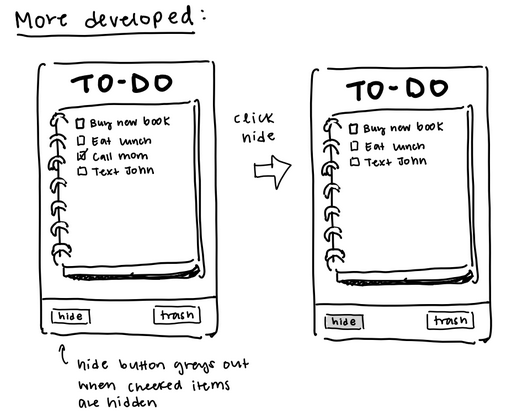 More developed:
TO-DO
Buy new book
Eat lunch
Call mom
Text John
hide
trash
click
hide
TO-DO
Buy new book
Eat lunch
Text John
hide
trash
hide button greys out
when checked items
are hidden